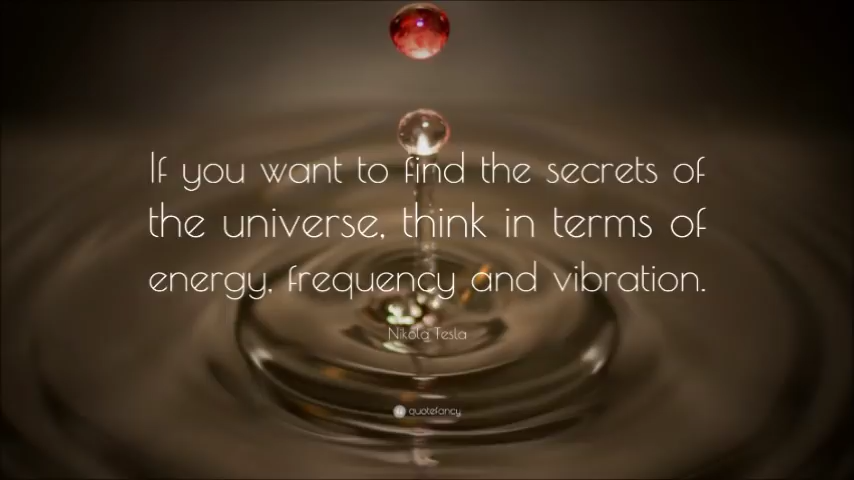 If you want to find the secrets of
the universe, think in terms of
energy, frequency and vibration.
Nikola Tesla
quotefancy